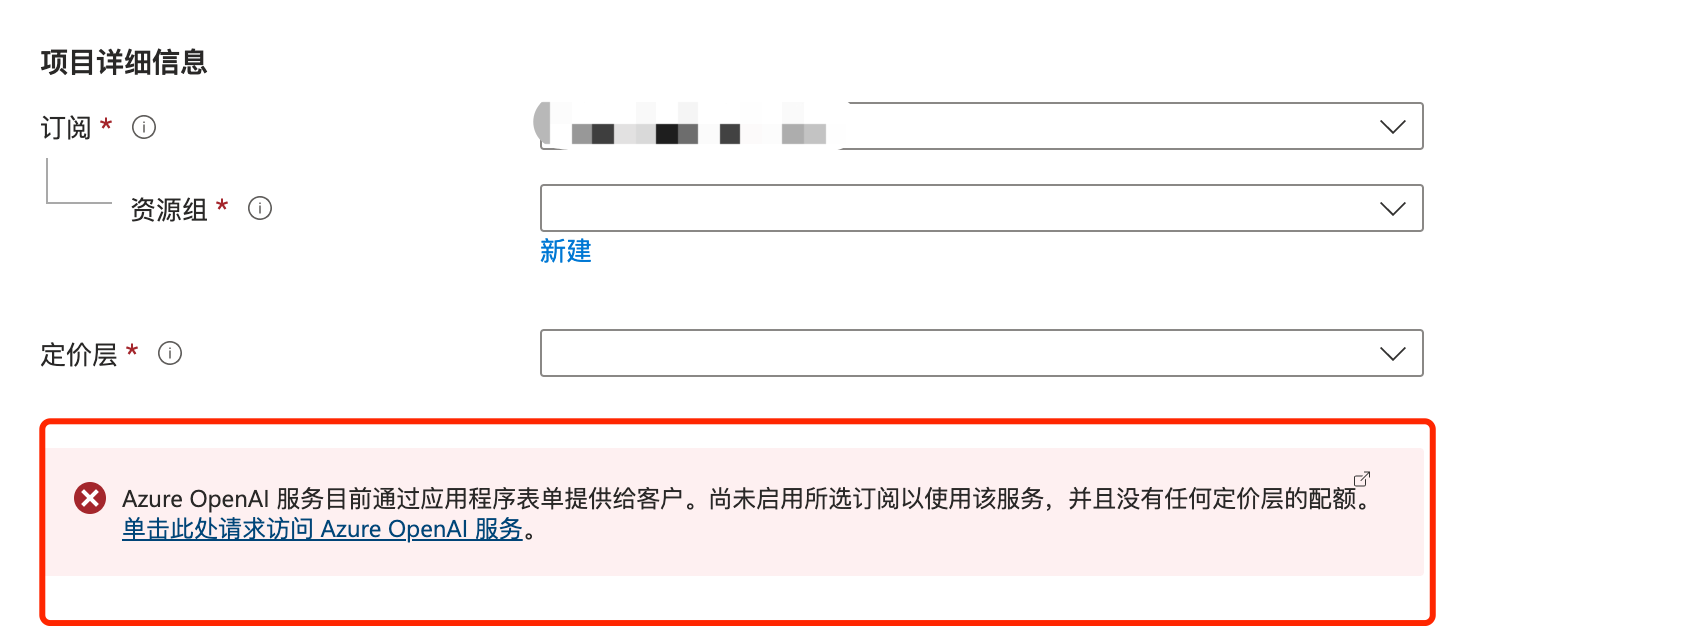 项目详细信息
订阅 *
资源组 *
新建
定价层 *
Azure OpenAI 服务目前通过应用程序表单提供给客户。尚未启用所选订阅以使用该服务，并且没有任何定价层的配额。
单击此处请求访问 Azure OpenAI 服务。